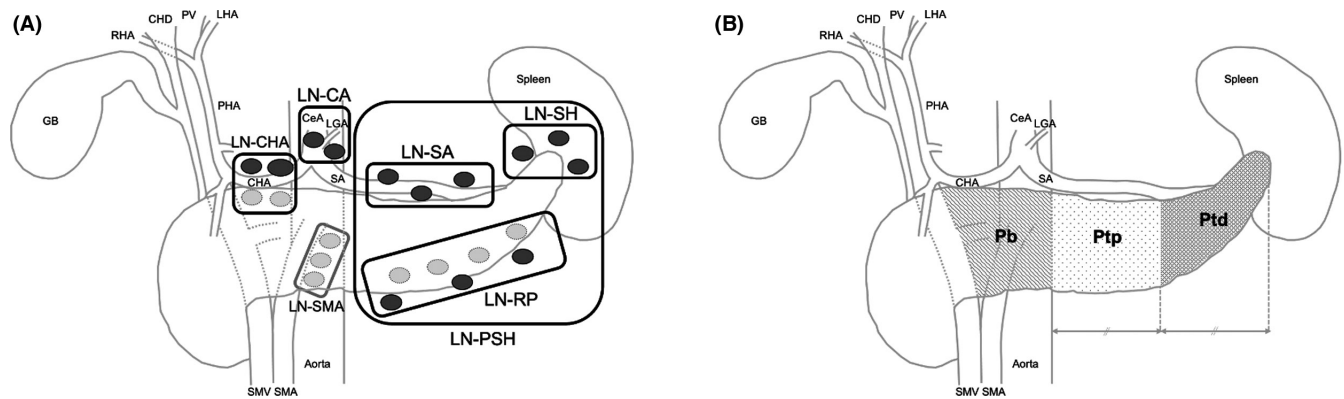 (A)
CHD
PV
LHA
RHA
GB
PHA
LN-CHA
CHA
LN-CA
CeA
LGA
SA
LN-SA
Spleen
LN-SH
LN-SMA
LN-RP
LN-PSH
Aorta
SMV SMA
(B)
CHD
PV
LHA
RHA
GB
PHA
CeA
LGA
CHA
SA
Spleen
Pb
Ptp
Ptd
Aorta
SMV SMA